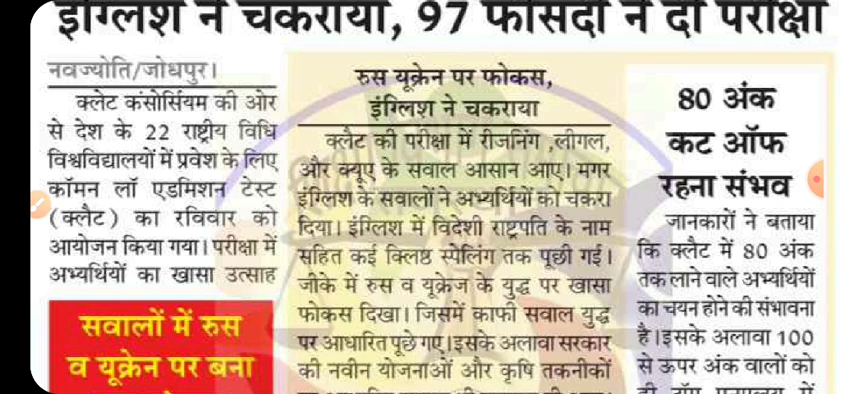 इंग्लिश ने चकराया, 97 फीसदी ने दी परीक्षा
नवज्योति/जोधपुर।
क्लेट कंसोर्सियम की ओर
से देश के 22 राष्ट्रीय विधि
विश्वविद्यालयों में प्रवेश के लिए
कॉमन लॉ एडमिशन टेस्ट
(क्लैट) का रविवार को
आयोजन किया गया। परीक्षा में
अभ्यर्थियों का खासा उत्साह
सवालों में रुस
व यूक्रेन पर बना
रुस यूक्रेन पर फोकस,
इंग्लिश ने चकराया
क्लैट की परीक्षा में रीजनिंग ,लीगल,
और क्यूए के सवाल आसान आए। मगर
इंग्लिश के सवालों ने अभ्यर्थियों को चकरा
दिया। इंग्लिश में विदेशी राष्ट्रपति के नाम
सहित कई क्लिष्ठ स्पेलिंग तक पूछी गई।
जीके में रुस व यूक्रेज के युद्ध पर खासा
फोकस दिखा। जिसमें काफी सवाल युद्ध
पर आधारित पूछे गए।इसके अलावा सरकार
की नवीन योजनाओं और कृषि तकनीकों
80 अंक
कट ऑफ
रहना संभव
जानकारों ने बताया
कि क्लैट में 80 अंक
तक लाने वाले अभ्यर्थियों
का चयन होने की संभावना
है।इसके अलावा 100
से ऊपर अंक वालों को